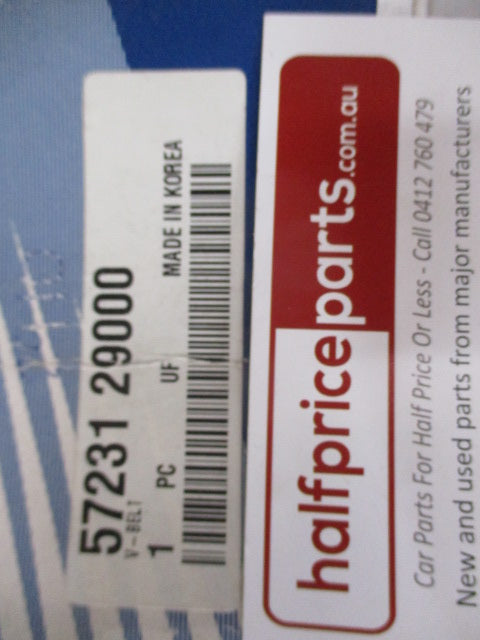 57231 29000
V-BELT
1 PC UF MADE IN KOREA
halfpriceparts.com.au
Car Parts For Half Price Or Less - Call 0412 760 479
New and used parts from major manufacturers